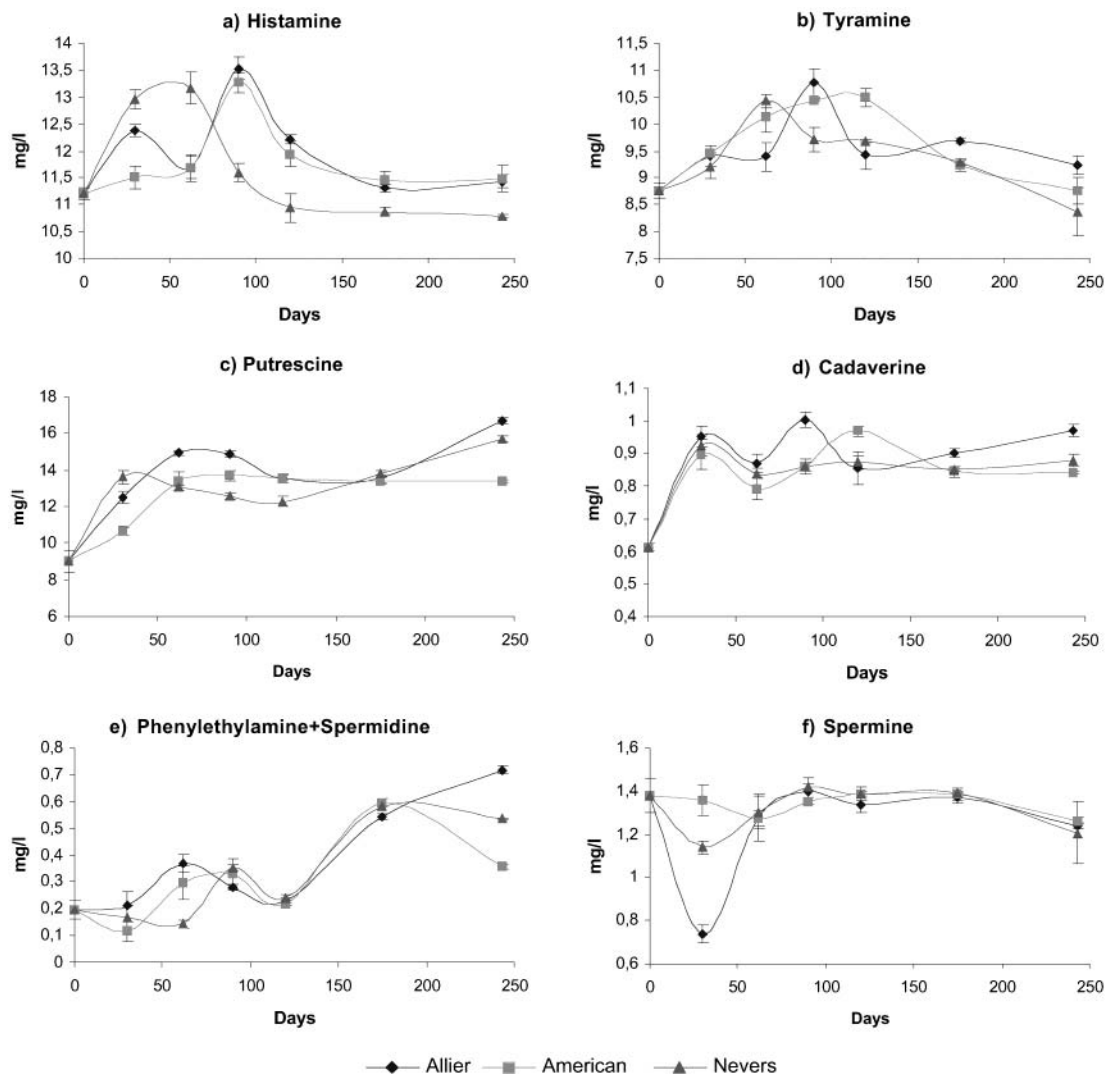 a) Histamine
14
13,5
13
12,5
12
11,5
11
10,5
10
mg/l
0 50 100 150 200 250
Days
b) Tyramine
11,5
11
10,5
10
9,5
9
8,5
8
7,5
mg/l
0 50 100 150 200 250
Days
c) Putrescine
18
16
14
12
10
8
6
mg/l
0 50 100 150 200 250
Days
d) Cadaverine
1,1
1
0,9
0,8
0,7
0,6
0,5
0,4
mg/l
0 50 100 150 200 250
Days
e) Phenylethylamine+Spermidine
0,8
0,7
0,6
0,5
0,4
0,3
0,2
0,1
0
mg/l
0 50 100 150 200 250
Days
f) Spermine
1,6
1,4
1,2
1
0,8
0,6
mg/l
0 50 100 150 200 250
Days
Allier American Nevers